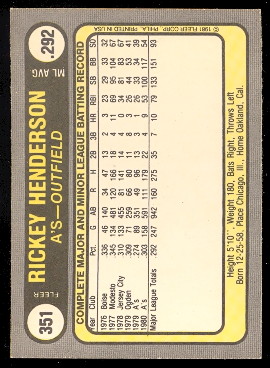 351 FLEER RICKEY HENDERSON ML AVG
A'S—OUTFIELD .292
COMPLETE MAJOR AND MINOR LEAGUE BATTING RECORD
Year Club Pct. G AB R H 2B 3B HR RBI SB BB SO
1976 Boise 336 46 140 34 47 13 2 3 23 29 33 32
1977 Modesto 345 134 481 120 166 18 4 11 69 95 104 67
1978 Jersey City 310 133 455 81 141 14 4 0 34 81 83 67
1979 Ogden 309 71 259 66 80 11 8 3 26 44 53 41
1979 A's 274 89 351 49 96 13 3 1 26 33 34 39
1980 A's 303 158 591 111 179 22 4 9 53 100 117 54
Major League Totals 292 247 942 160 275 35 7 10 79 133 151 93
Height 5'10", Weight 180, Bats Right, Throws Left
Born 12-25-58, Place Chicago, Ill., Home Oakland, Cal.
© 1981 FLEER CORP. PHILA. PRINTED IN USA